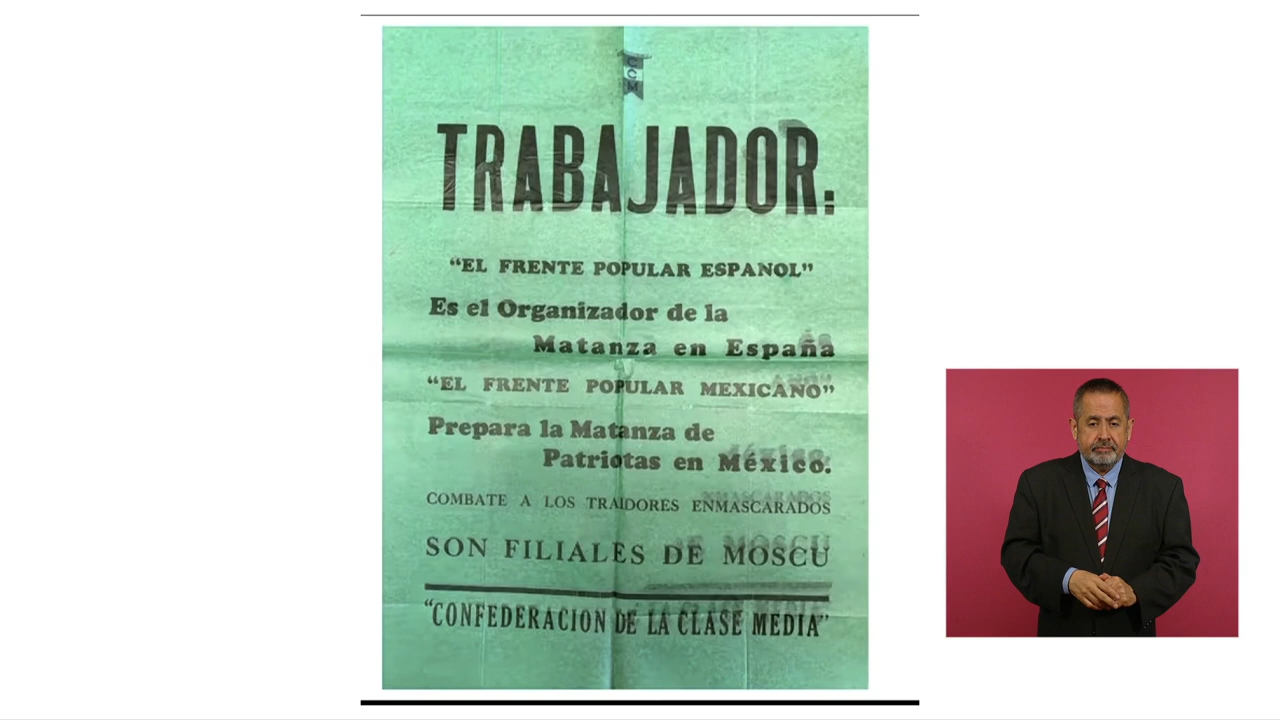 CCM
TRABAJADOR:
“EL FRENTE POPULAR ESPANOL”
Es el Organizador de la
Matanza en España
“EL FRENTE POPULAR MEXICANO”
Prepara la Matanza de
Patriotas en México.
COMBATE A LOS TRAIDORES ENMASCARADOS
SON FILIALES DE MOSCU
“CONFEDERACION DE LA CLASE MEDIA”